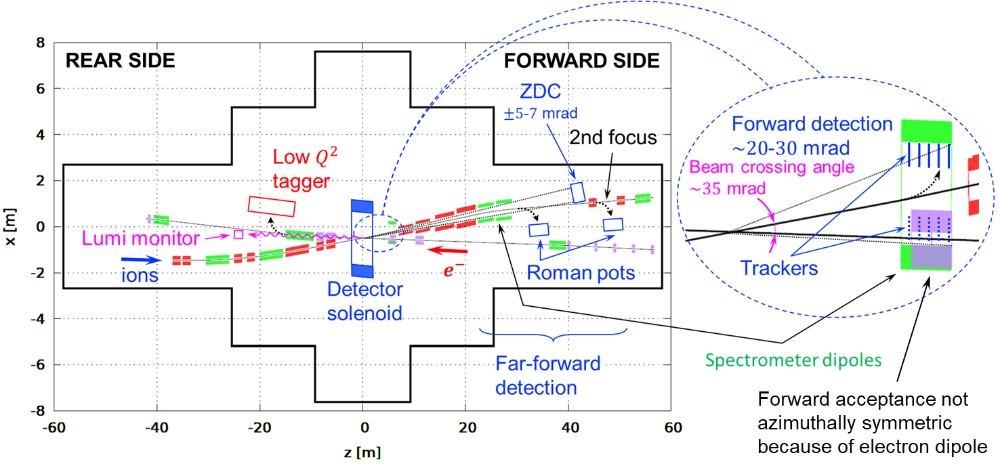 8
6
4
2
0
-2
-4
-6
-8
x [m]
-60
-40
-20
0
20
40
60
z [m]
REAR SIDE
FORWARD SIDE
ZDC
±5-7 mrad
2nd focus
Low Q²
tagger
Lumi monitor
ions
e⁻
Detector
solenoid
Roman pots
Far-forward
detection
Forward detection
~20-30 mrad
Beam crossing angle
~35 mrad
Trackers
Spectrometer dipoles
Forward acceptance not
azimuthally symmetric
because of electron dipole